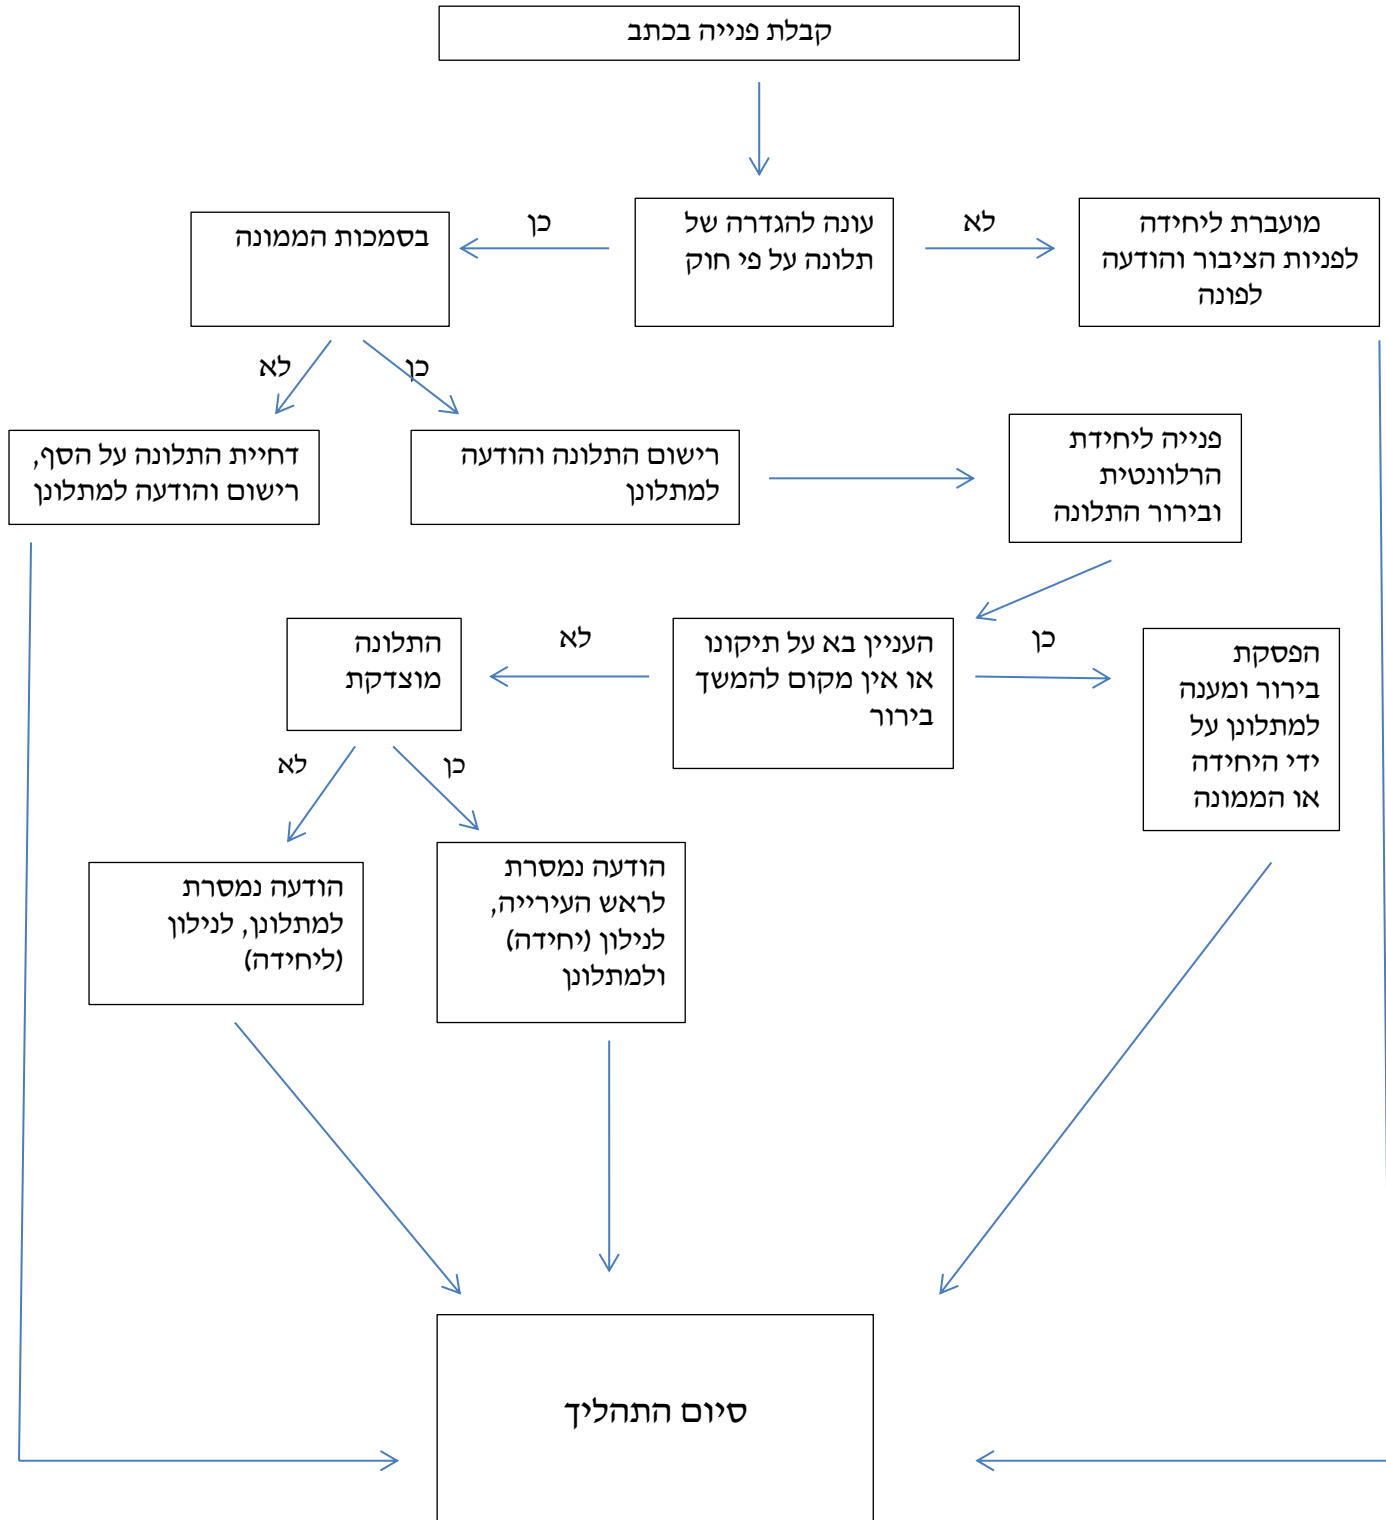 קבלת פנייה בכתב
מועברת ליחידה
לפניות הציבור והודעה
לפונה
לא
עונה להגדרה של
תלונה על פי חוק
כן
בסמכות הממונה
כן
לא
פנייה ליחידת
הרלוונטית
ובירור התלונה
רישום התלונה והודעה
למתלונן
דחיית התלונה על הסף,
רישום והודעה למתלונן
הפסקת
בירור ומענה
למתלונן על
ידי היחידה
או הממונה
כן
העניין בא על תיקונו
או אין מקום להמשך
בירור
לא
התלונה
מוצדקת
כן
לא
הודעה נמסרת
לראש העירייה,
לנילון (יחידה)
ולמתלונן
הודעה נמסרת
למתלונן, לנילון
(ליחידה)
סיום התהליך